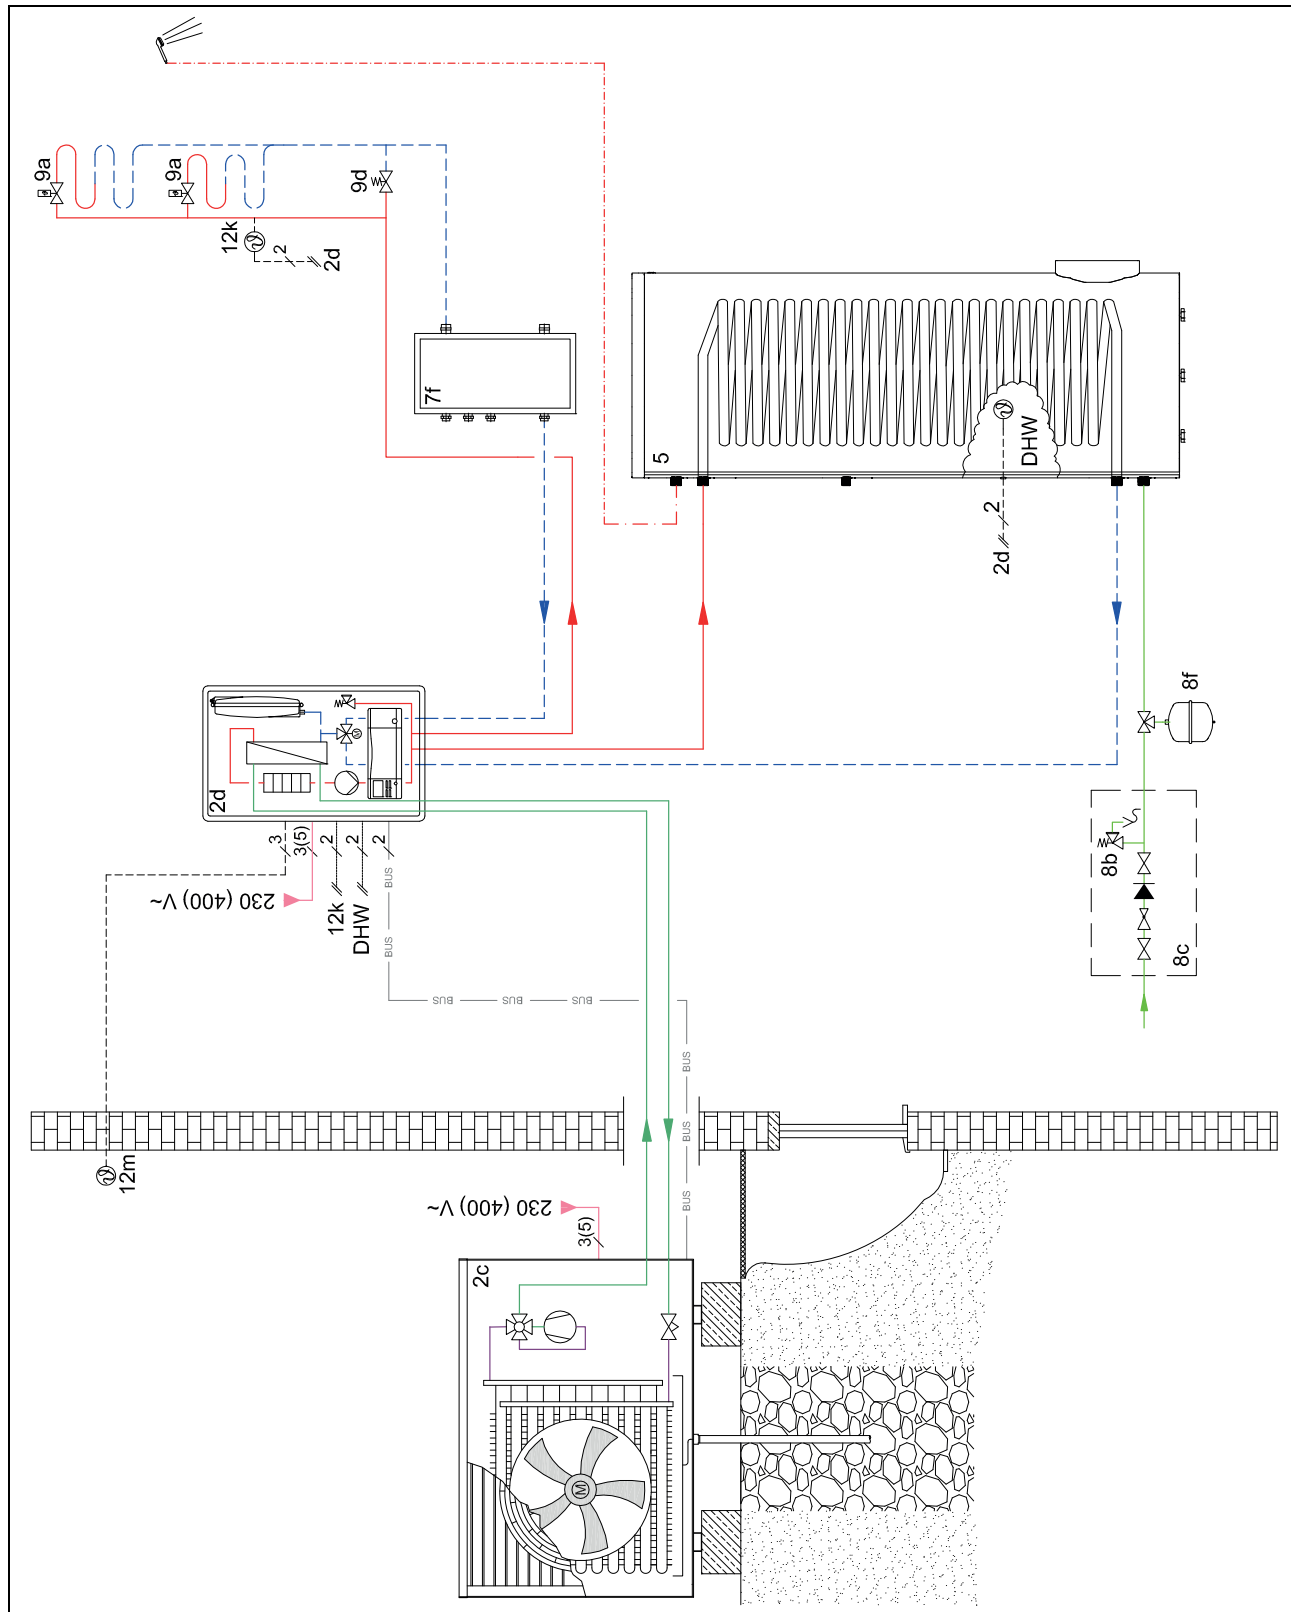 9a
9a
12k
2
2d
9d
7f
5
DHW
2
2d
2d
3
3(5)
2
2
2
230 (400) V~
12k
DHW
BUS
BUS
BUS
BUS
BUS
BUS
BUS
BUS
8f
8b
8c
12m
230 (400) V~
3(5)
2c
M
M